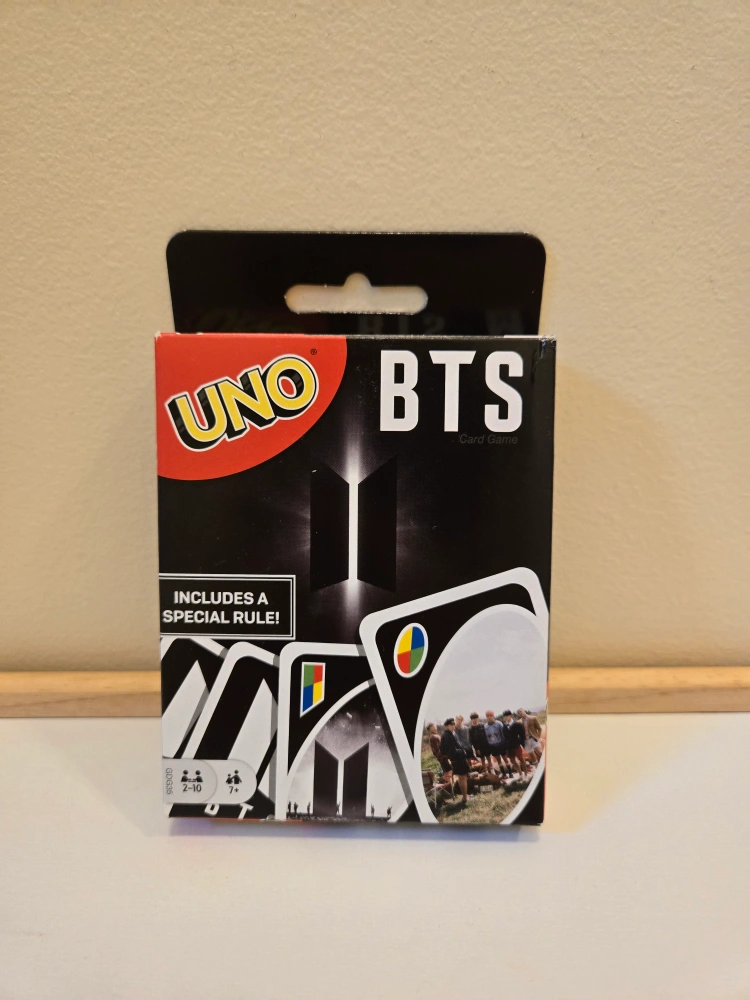 UNO®
BTS
Card Game
INCLUDES A
SPECIAL RULE!
2-10
7+